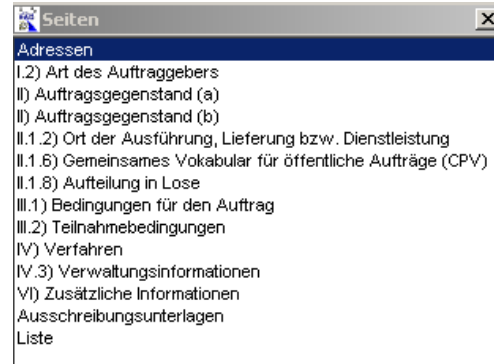 Seiten
Adressen
I.2) Art des Auftraggebers
II) Auftragsgegenstand (a)
II) Auftragsgegenstand (b)
II.1.2) Ort der Ausführung, Lieferung bzw. Dienstleistung
II.1.6) Gemeinsames Vokabular für öffentliche Aufträge (CPV)
II.1.8) Aufteilung in Lose
III.1) Bedingungen für den Auftrag
III.2) Teilnahmebedingungen
IV) Verfahren
IV.3) Verwaltungsinformationen
VI) Zusätzliche Informationen
Ausschreibungsunterlagen
Liste